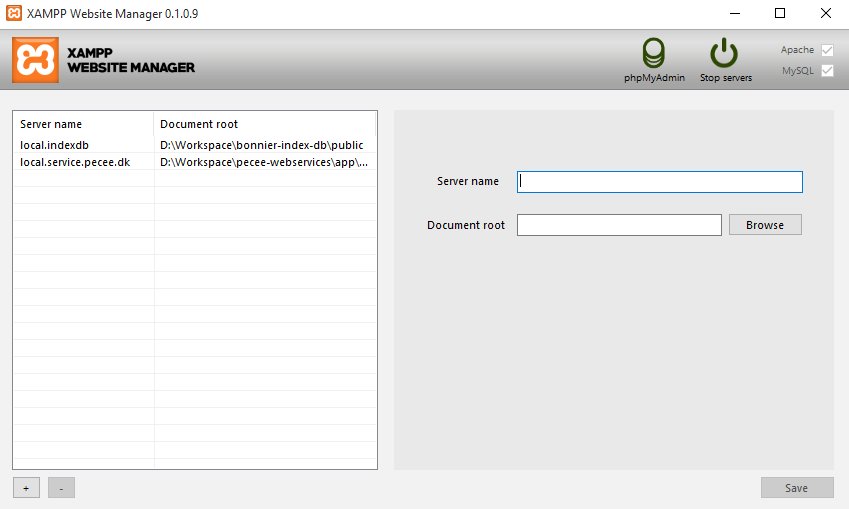 XAMPP Website Manager 0.1.0.9
XAMPP
WEBSITE MANAGER
phpMyAdmin
Stop servers
Apache
MySQL
Server name Document root
local.indexdb D:\Workspace\bonnier-index-db\public
local.service.pecee.dk D:\Workspace\pecee-webservices\app\...
Server name
Document root Browse
+ -
Save